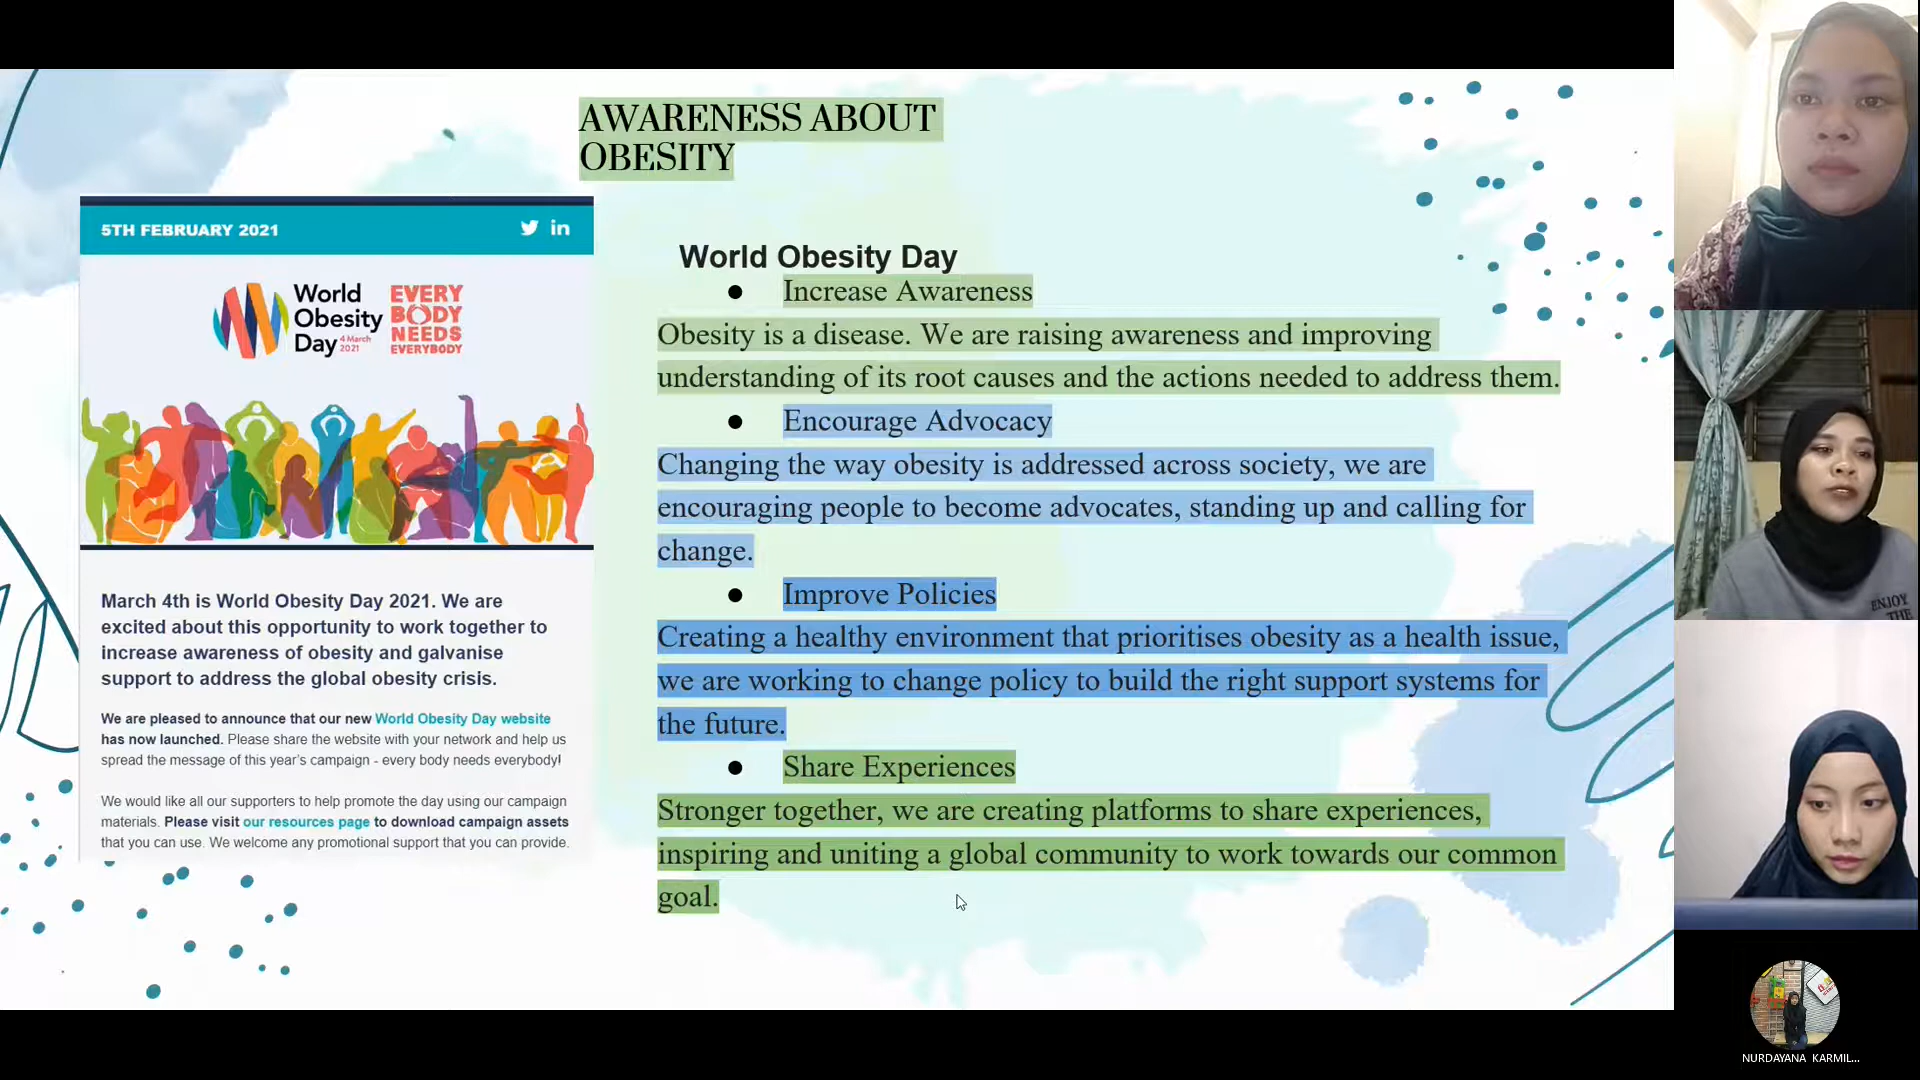 AWARENESS ABOUT
OBESITY
5TH FEBRUARY 2021
in
World
Obesity
Day
4 March
2021
EVERY
BODY
NEEDS
EVERYBODY
March 4th is World Obesity Day 2021. We are
excited about this opportunity to work together to
increase awareness of obesity and galvanise
support to address the global obesity crisis.
We are pleased to announce that our new World Obesity Day website
has now launched. Please share the website with your network and help us
spread the message of this year's campaign - every body needs everybody!
We would like all our supporters to help promote the day using our campaign
materials. Please visit our resources page to download campaign assets
that you can use. We welcome any promotional support that you can provide.
World Obesity Day
● Increase Awareness
Obesity is a disease. We are raising awareness and improving
understanding of its root causes and the actions needed to address them.
● Encourage Advocacy
Changing the way obesity is addressed across society, we are
encouraging people to become advocates, standing up and calling for
change.
● Improve Policies
Creating a healthy environment that prioritises obesity as a health issue,
we are working to change policy to build the right support systems for
the future.
● Share Experiences
Stronger together, we are creating platforms to share experiences,
inspiring and uniting a global community to work towards our common
goal.
ENJOY
THE
NURDAYANA KARMIL...